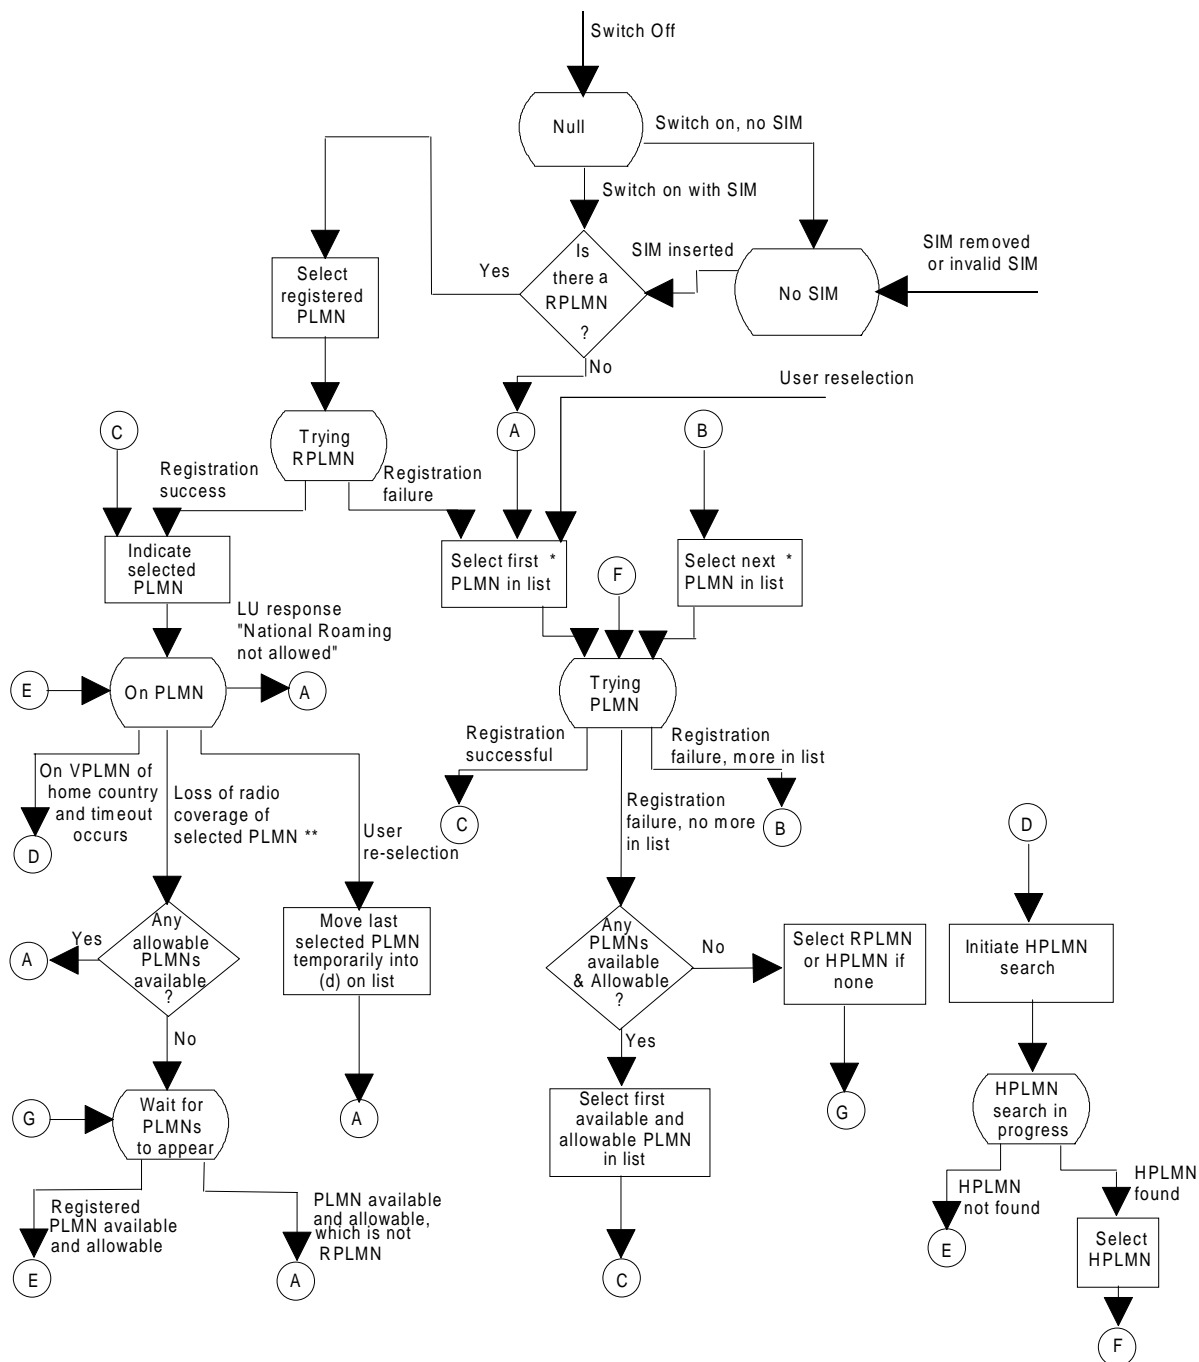 Switch Off
Null
Switch on, no SIM
Switch on with SIM
SIM removed
or invalid SIM
SIM inserted
Is
there a
RPLMN
?
Yes
No SIM
Select
registered
PLMN
No
User reselection
C
Trying
RPLMN
A
B
Registration
success
Registration
failure
Indicate
selected
PLMN
Select first *
PLMN in list
F
Select next *
PLMN in list
LU response
"National Roaming
not allowed"
E
On PLMN
A
Trying
PLMN
Registration
successful
Registration
failure, more in list
On VPLMN of
home country
and timeout
occurs
Loss of radio
coverage of
selected PLMN **
User
re-selection
Registration
failure, no more
in list
D
C
B
D
Any
allowable
PLMNs
available
?
Yes
A
Move last
selected PLMN
temporarily into
(d) on list
Any
PLMNs
available
& Allowable
?
No
Select RPLMN
or HPLMN if
none
Initiate HPLMN
search
No
Yes
G
Wait for
PLMNs
to appear
A
Select first
available and
allowable PLMN
in list
G
HPLMN
search in
progress
Registered
PLMN available
and allowable
PLMN available
and allowable,
which is not
RPLMN
HPLMN
not found
HPLMN
found
E
A
C
E
Select
HPLMN
F